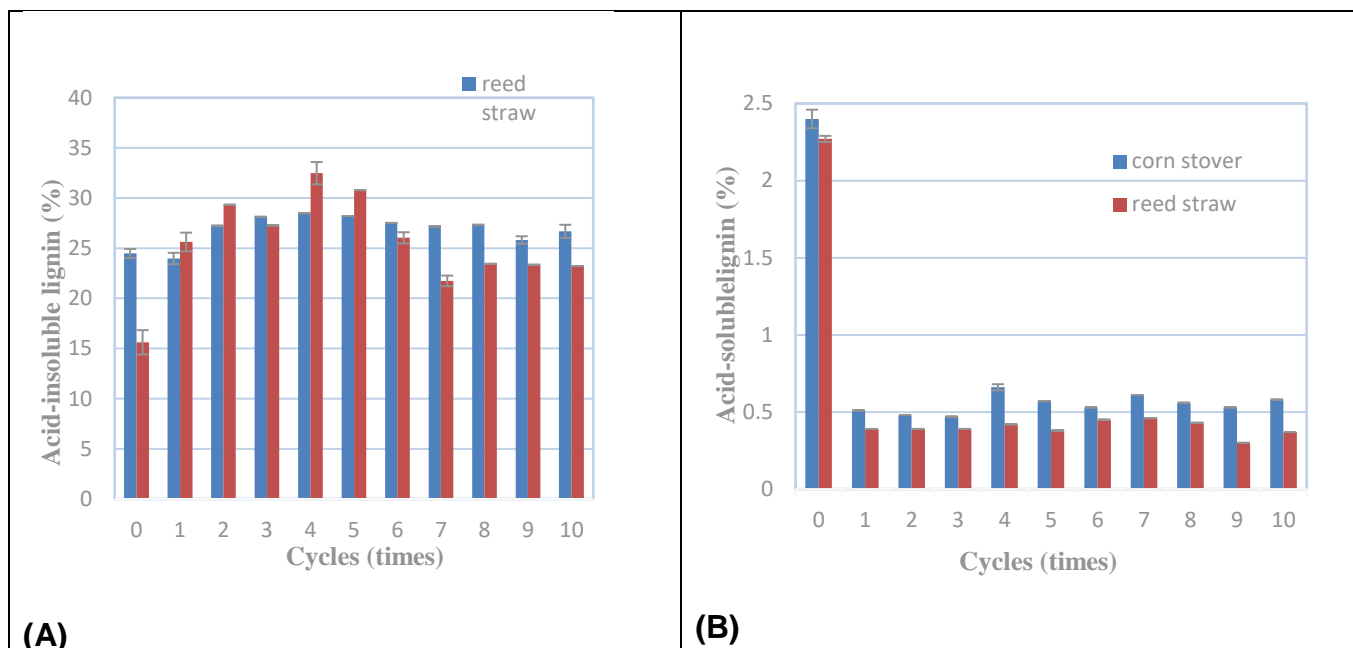 reed
straw
40
35
30
25
20
15
10
5
0
Acid-insoluble lignin (%)
0 1 2 3 4 5 6 7 8 9 10
Cycles (times)
(A)
2.5
2
1.5
1
0.5
0
Acid-solublelignin (%)
corn stover
reed straw
0 1 2 3 4 5 6 7 8 9 10
Cycles (times)
(B)